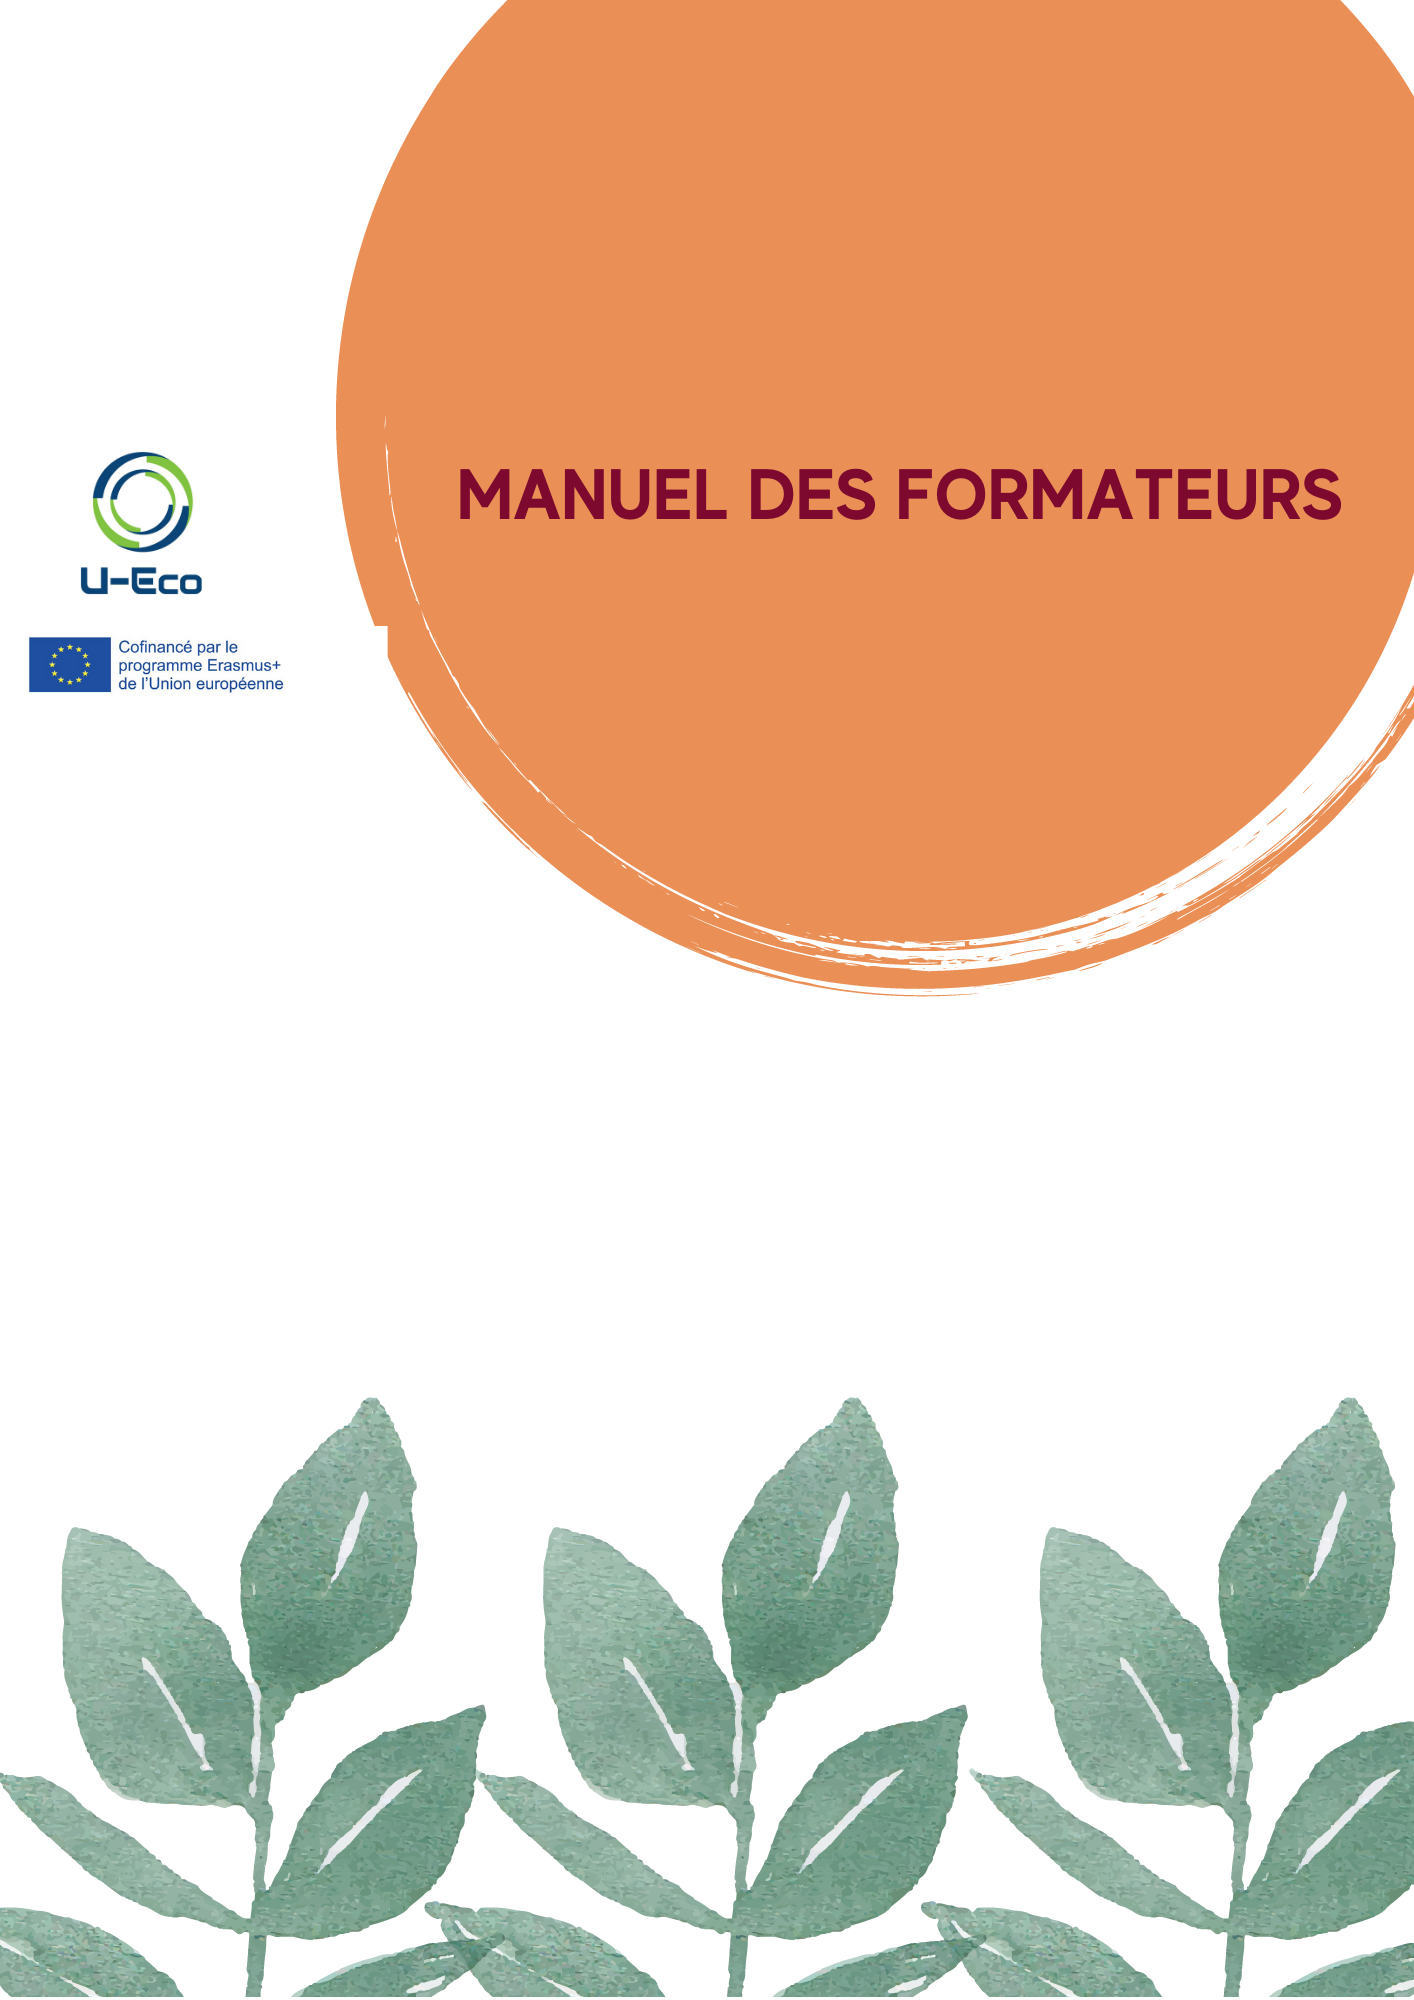 MANUEL DES FORMATEURS
U-Eco
Cofinancé par le
programme Erasmus+
de l'Union européenne